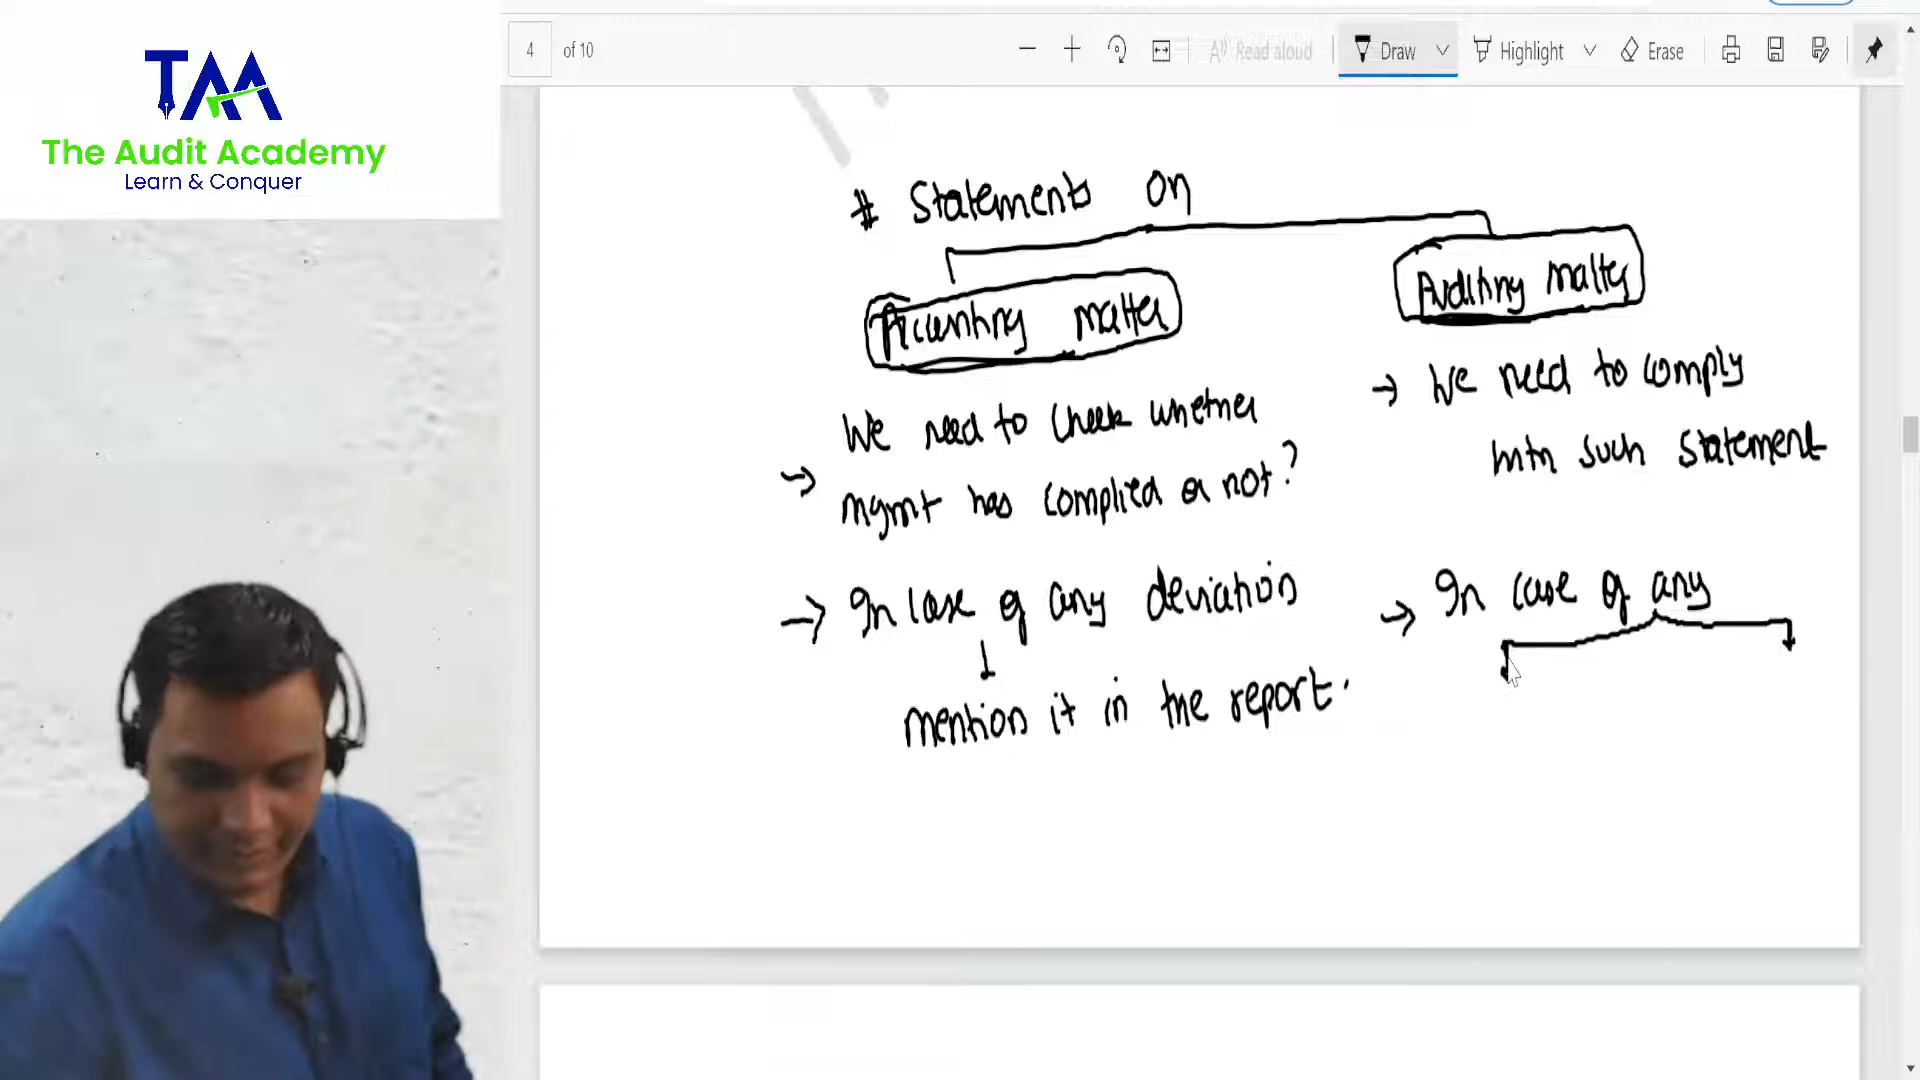 4 of 10
Read aloud
Draw
Highlight
Erase
TAA
The Audit Academy
Learn & Conquer
# Statements on
Accounting matter
→ We need to check whether
mgmt has complied or not?
→ In case of any deviation
↓
mention it in the report.
Auditing matter
→ We need to comply
with such statement
→ In case of any